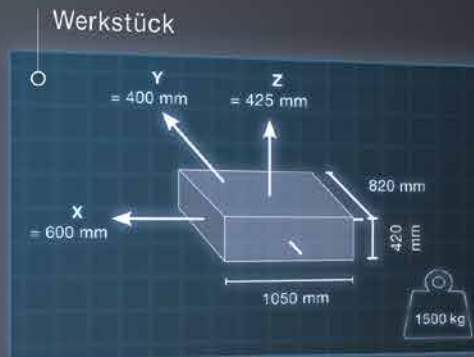 Werkstück
Y
= 400 mm
Z
= 425 mm
X
= 600 mm
820 mm
420
mm
1050 mm
1500 kg